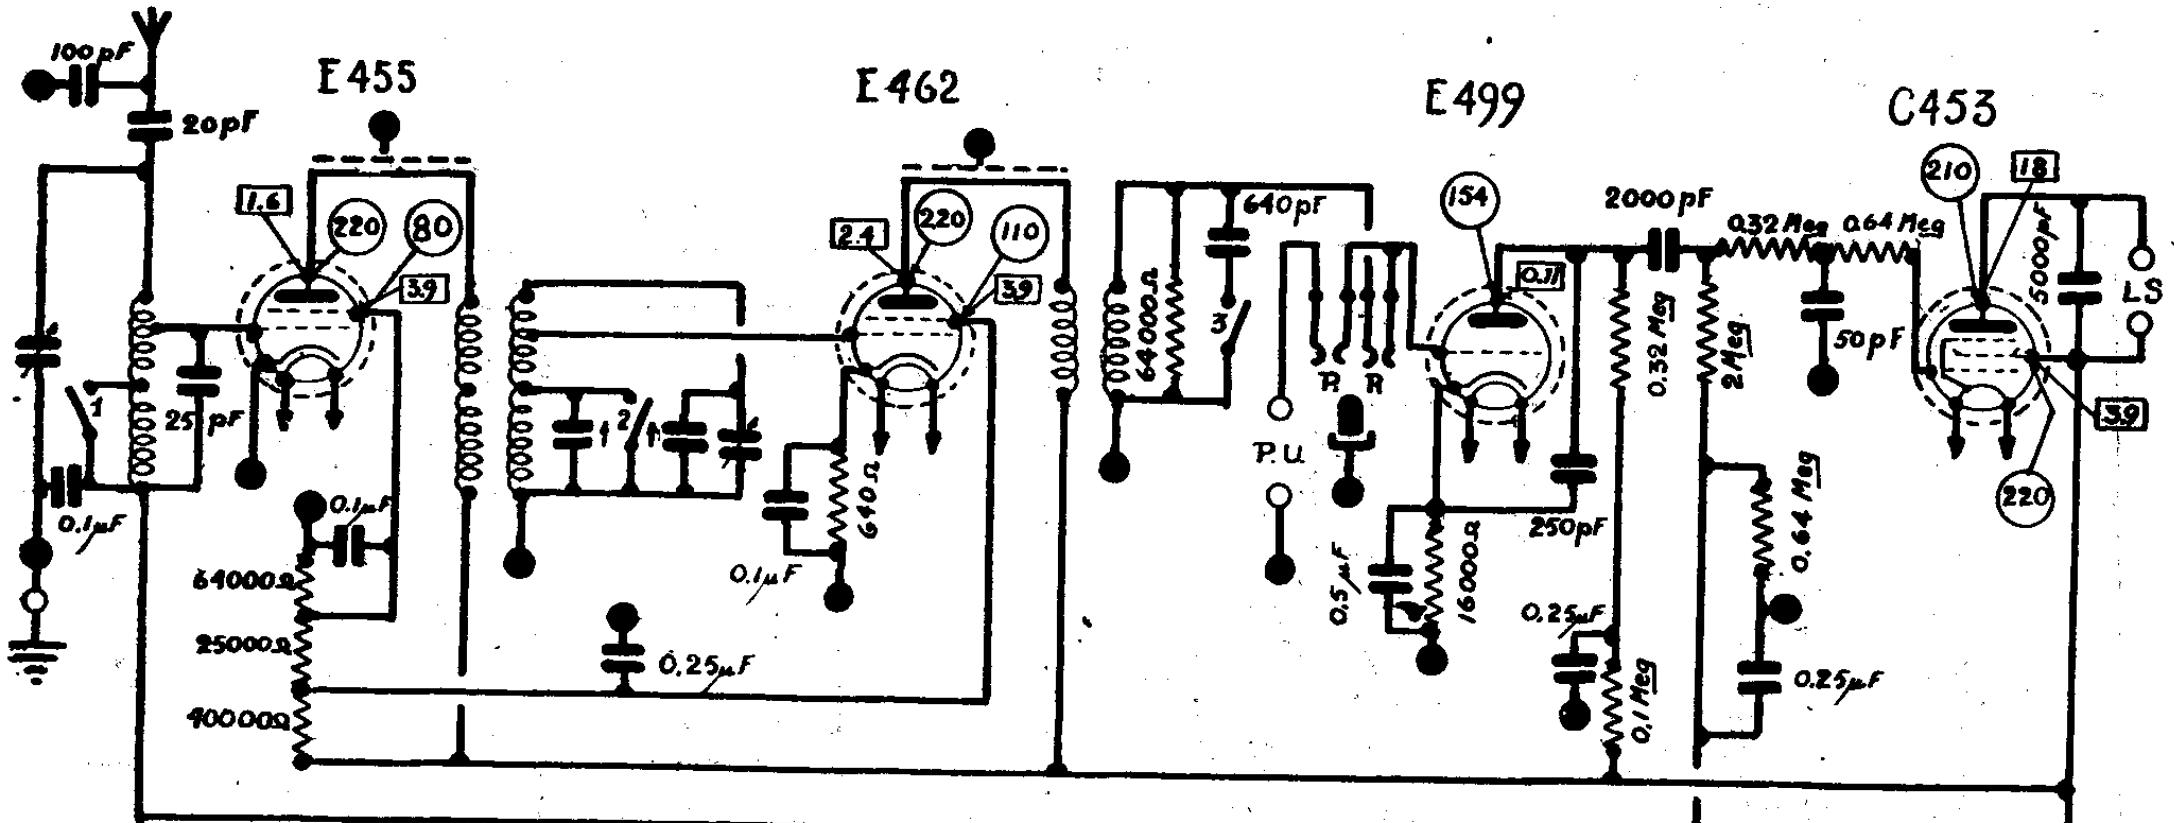 100pF
20pF
E455
1.6
220
80
3.9
1
25 pF
0.1µF
0.1µF
64000Ω
25000Ω
40000Ω
E462
2.4
220
110
3.9
2
0.1µF
640Ω
0.25µF
64000Ω
640pF
3
P. R
P.U.
E499
154
0.11
2000pF
0.32 Meg
0.64 Meg
0.32 Meg
2 Meg
50pF
250pF
0.5µF
16000Ω
0.25µF
0.1 Meg
0.64 Meg
0.25µF
C453
210
18
5000pF
LS
3.9
220